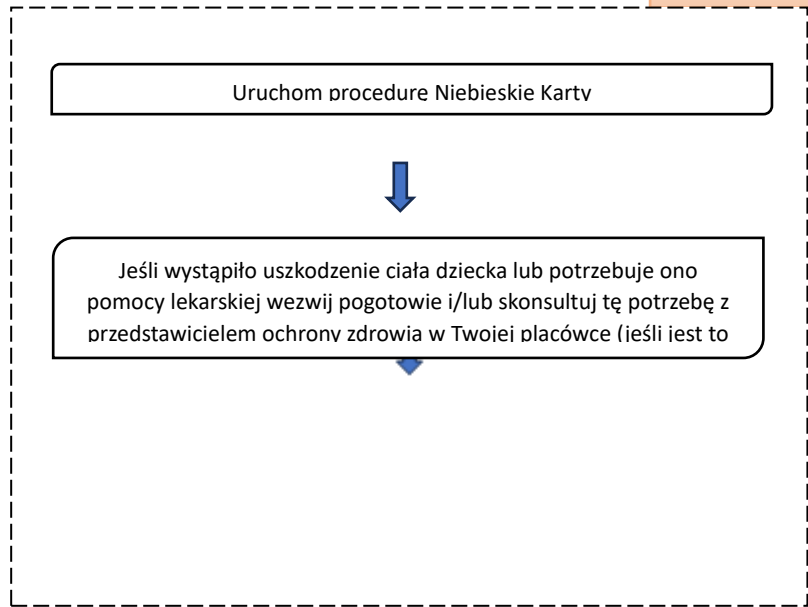 Uruchom procedurę Niebieskie Karty
Jeśli wystąpiło uszkodzenie ciała dziecka lub potrzebuje ono
pomocy lekarskiej wezwij pogotowie i/lub skonsultuj tę potrzebę z
przedstawicielem ochrony zdrowia w Twojej placówce (jeśli jest to